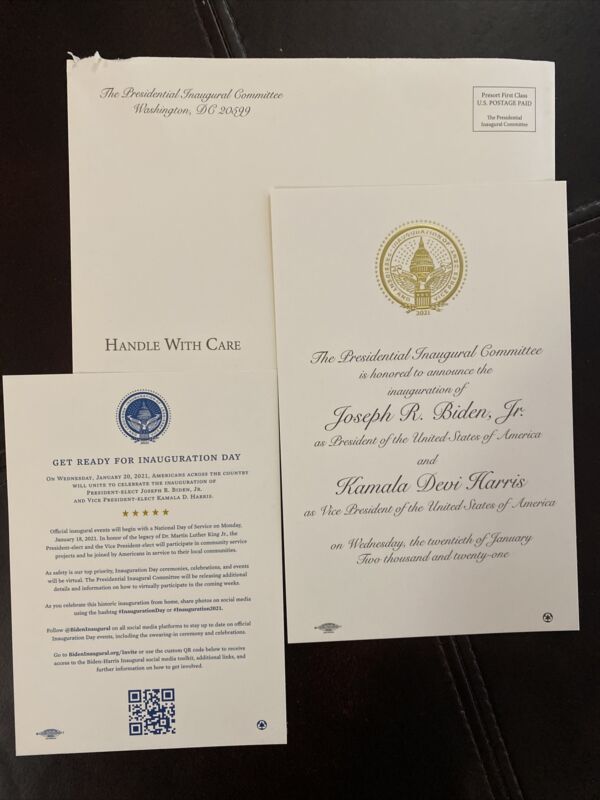 The Presidential Inaugural Committee
Washington, DC 20599
Presort First Class
U.S. POSTAGE PAID
The Presidential
Inaugural Committee
HANDLE WITH CARE
2021
The Presidential Inaugural Committee
is honored to announce the
inauguration of
Joseph R. Biden, Jr.
as President of the United States of America
and
Kamala Devi Harris
as Vice President of the United States of America
on Wednesday, the twentieth of January
Two thousand and twenty-one
GET READY FOR INAUGURATION DAY
ON WEDNESDAY, JANUARY 20, 2021, AMERICANS ACROSS THE COUNTRY
WILL UNITE TO CELEBRATE THE INAUGURATION OF
PRESIDENT-ELECT JOSEPH R. BIDEN, JR.
AND VICE PRESIDENT-ELECT KAMALA D. HARRIS.
Official inaugural events will begin with a National Day of Service on Monday,
January 18, 2021. In honor of the legacy of Dr. Martin Luther King Jr., the
President-elect and the Vice President-elect will participate in community service
projects and be joined by Americans in service to their local communities.
As safety is our top priority, Inauguration Day ceremonies, celebrations, and events
will be virtual. The Presidential Inaugural Committee will be releasing additional
details and information on how to virtually participate in the coming weeks.
As you celebrate this historic inauguration from home, share photos on social media
using the hashtag #InaugurationDay or #Inauguration2021.
Follow @BidenInaugural on all social media platforms to stay up to date on official
Inauguration Day events, including the swearing-in ceremony and celebrations.
Go to BidenInaugural.org/Invite or use the custom QR code below to receive
access to the Biden-Harris Inaugural social media toolkit, additional links, and
further information on how to get involved.